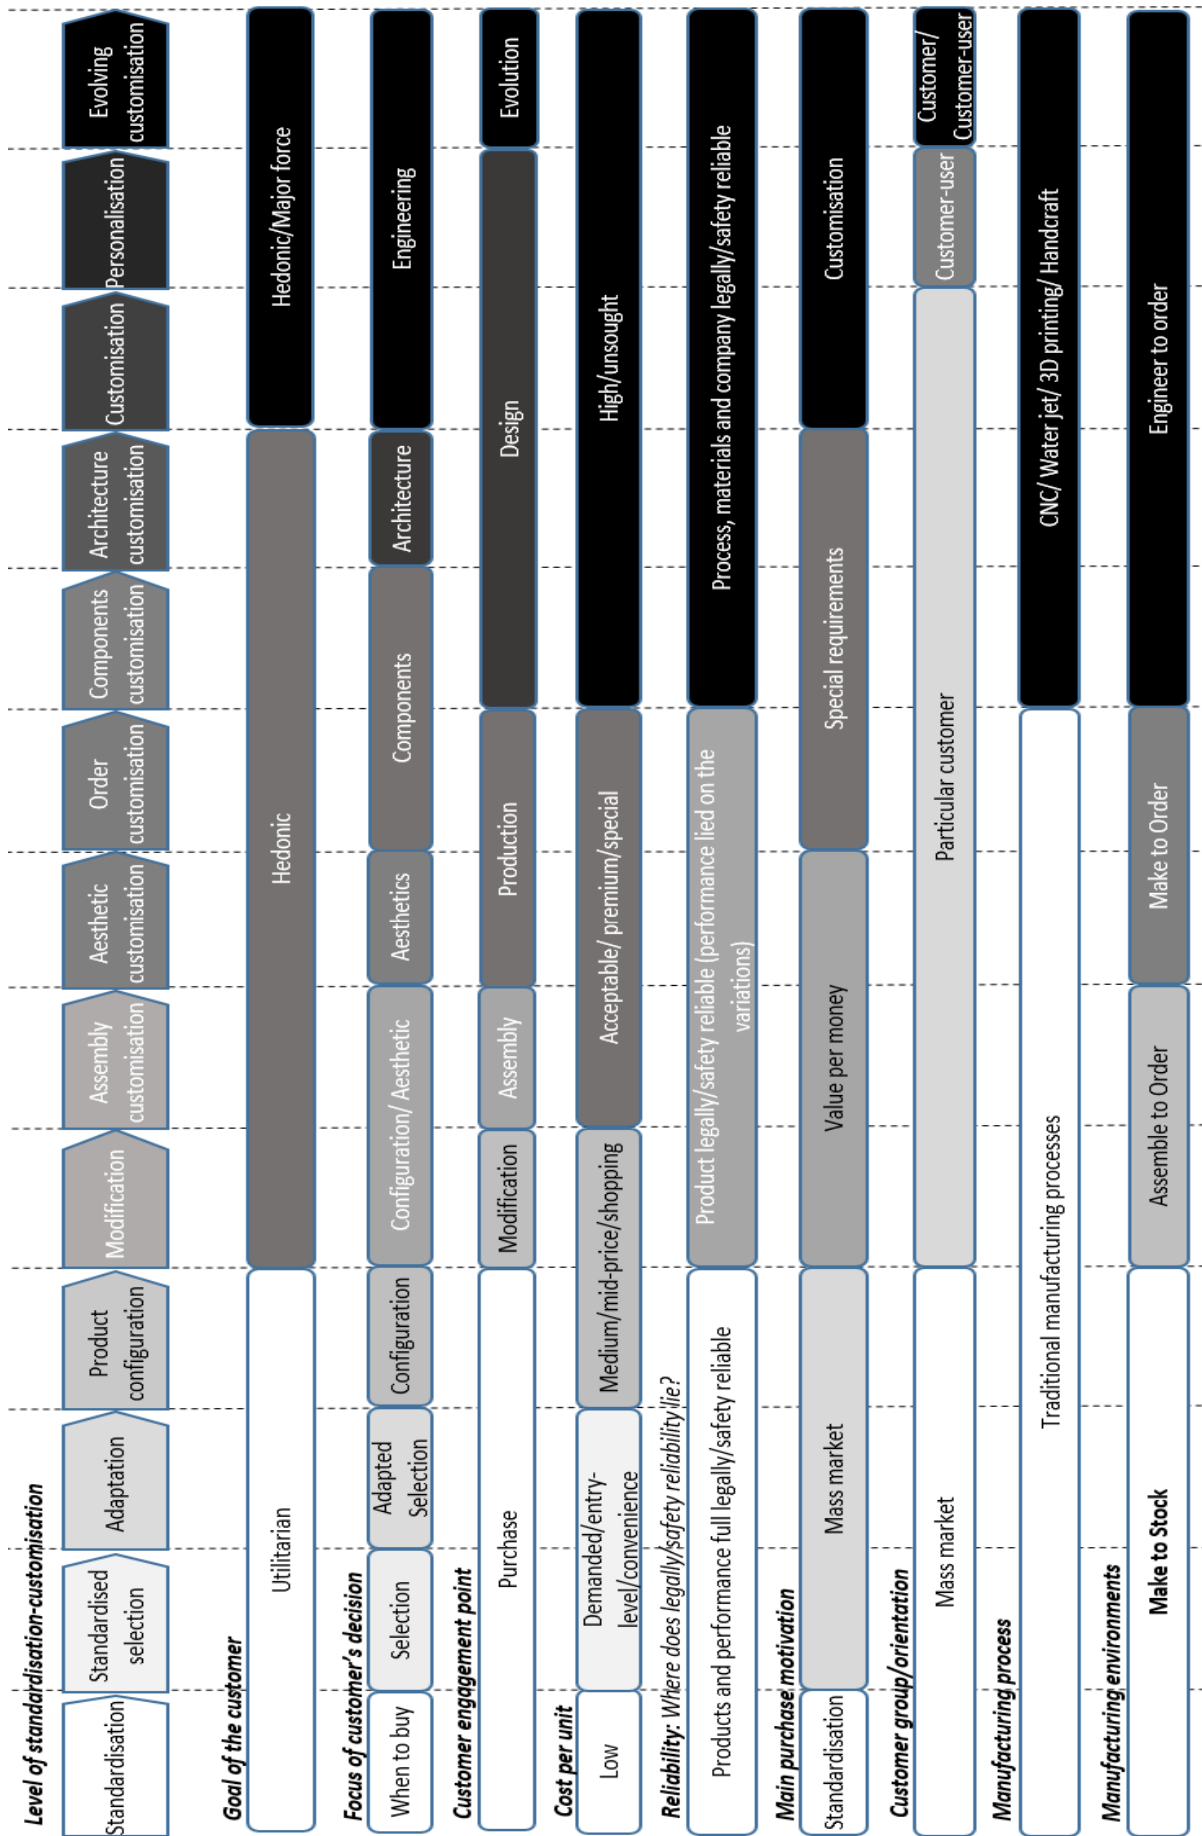 Level of standardisation-customisation
Standardisation
Standardised
selection
Adaptation
Product
configuration
Modification
Assembly
customisation
Aesthetic
customisation
Order
customisation
Components
customisation
Architecture
customisation
Customisation
Personalisation
Evolving
customisation
Goal of the customer
Utilitarian
Hedonic
Hedonic/Major force
Focus of customer's decision
When to buy
Selection
Adapted
Selection
Configuration
Configuration/ Aesthetic
Aesthetics
Components
Architecture
Engineering
Customer engagement point
Purchase
Modification
Assembly
Production
Design
Evolution
Cost per unit
Low
Demanded/entry-
level/convenience
Medium/mid-price/shopping
Acceptable/ premium/special
High/unsought
Reliability: Where does legally/safety reliability lie?
Products and performance full legally/safety reliable
Product legally/safety reliable (performance lied on the
variations)
Process, materials and company legally/safety reliable
Main purchase motivation
Standardisation
Mass market
Value per money
Special requirements
Customisation
Customer group/orientation
Mass market
Particular customer
Customer-user
Customer/
Customer-user
Manufacturing process
Traditional manufacturing processes
CNC/ Water jet/ 3D printing/ Handcraft
Manufacturing environments
Make to Stock
Assemble to Order
Make to Order
Engineer to order